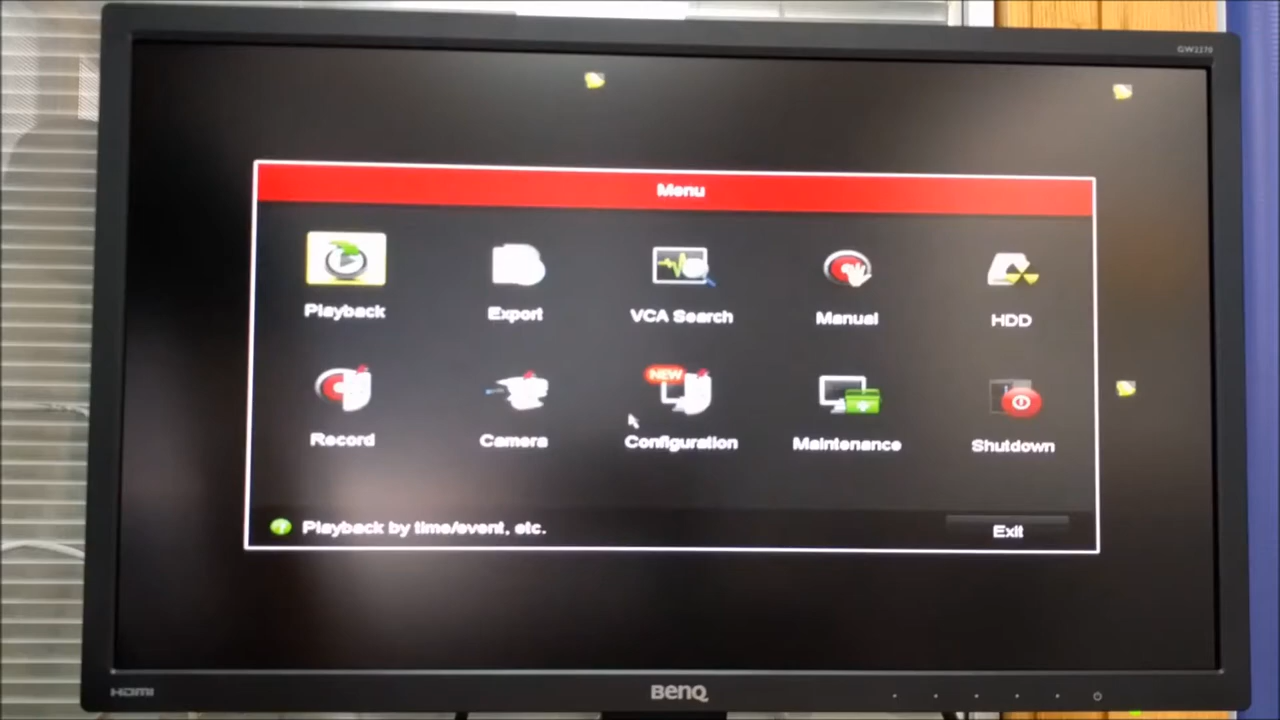 GW2270
Menu
Playback
Export
VCA Search
Manual
HDD
NEW
Record
Camera
Configuration
Maintenance
Shutdown
Playback by time/event, etc.
Exit
HDMI
BenQ